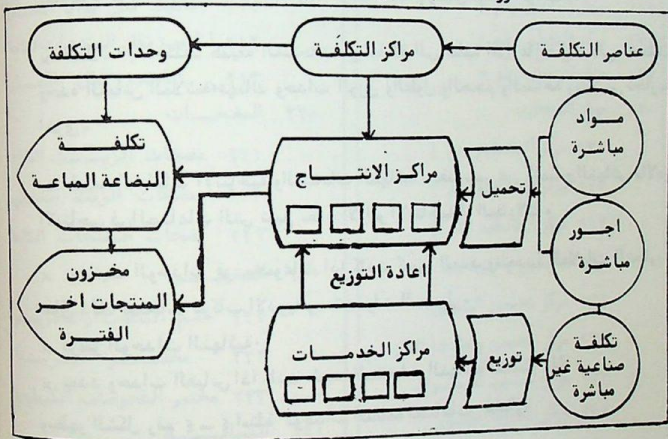 عناصر التكلفة
مراكز التكلفة
وحدات التكلفة
مواد
مباشرة
اجور
مباشرة
تكلفة
صناعية غير
مباشرة
تحميل
توزيع
مراكز الانتاج
اعادة التوزيع
مراكز الخدمات
تكلفة
البضاعة المباعة
مخزون
المنتجات اخر
الفترة